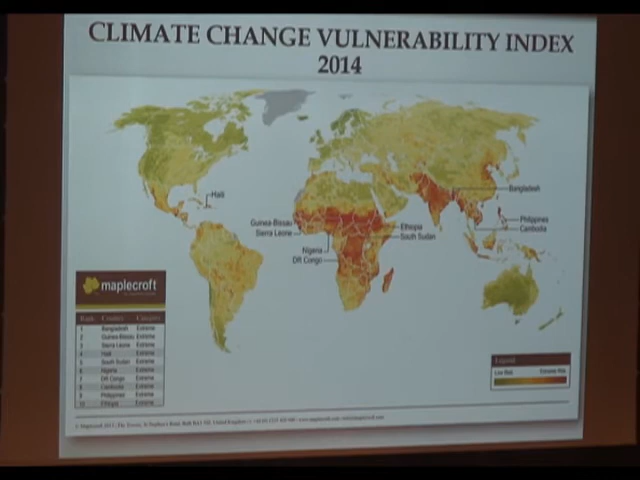 CLIMATE CHANGE VULNERABILITY INDEX
2014
Haiti
Bangladesh
Guinea-Bissau
Sierra Leone
Ethiopia
South Sudan
Philippines
Cambodia
Nigeria
DR Congo
maplecroft
Rank Country Category
1 Bangladesh Extreme
2 Guinea-Bissau Extreme
3 Sierra Leone Extreme
4 Haiti Extreme
5 South Sudan Extreme
6 Nigeria Extreme
7 DR Congo Extreme
8 Cambodia Extreme
9 Philippines Extreme
10 Ethiopia Extreme
Legend
Low Risk Extreme Risk